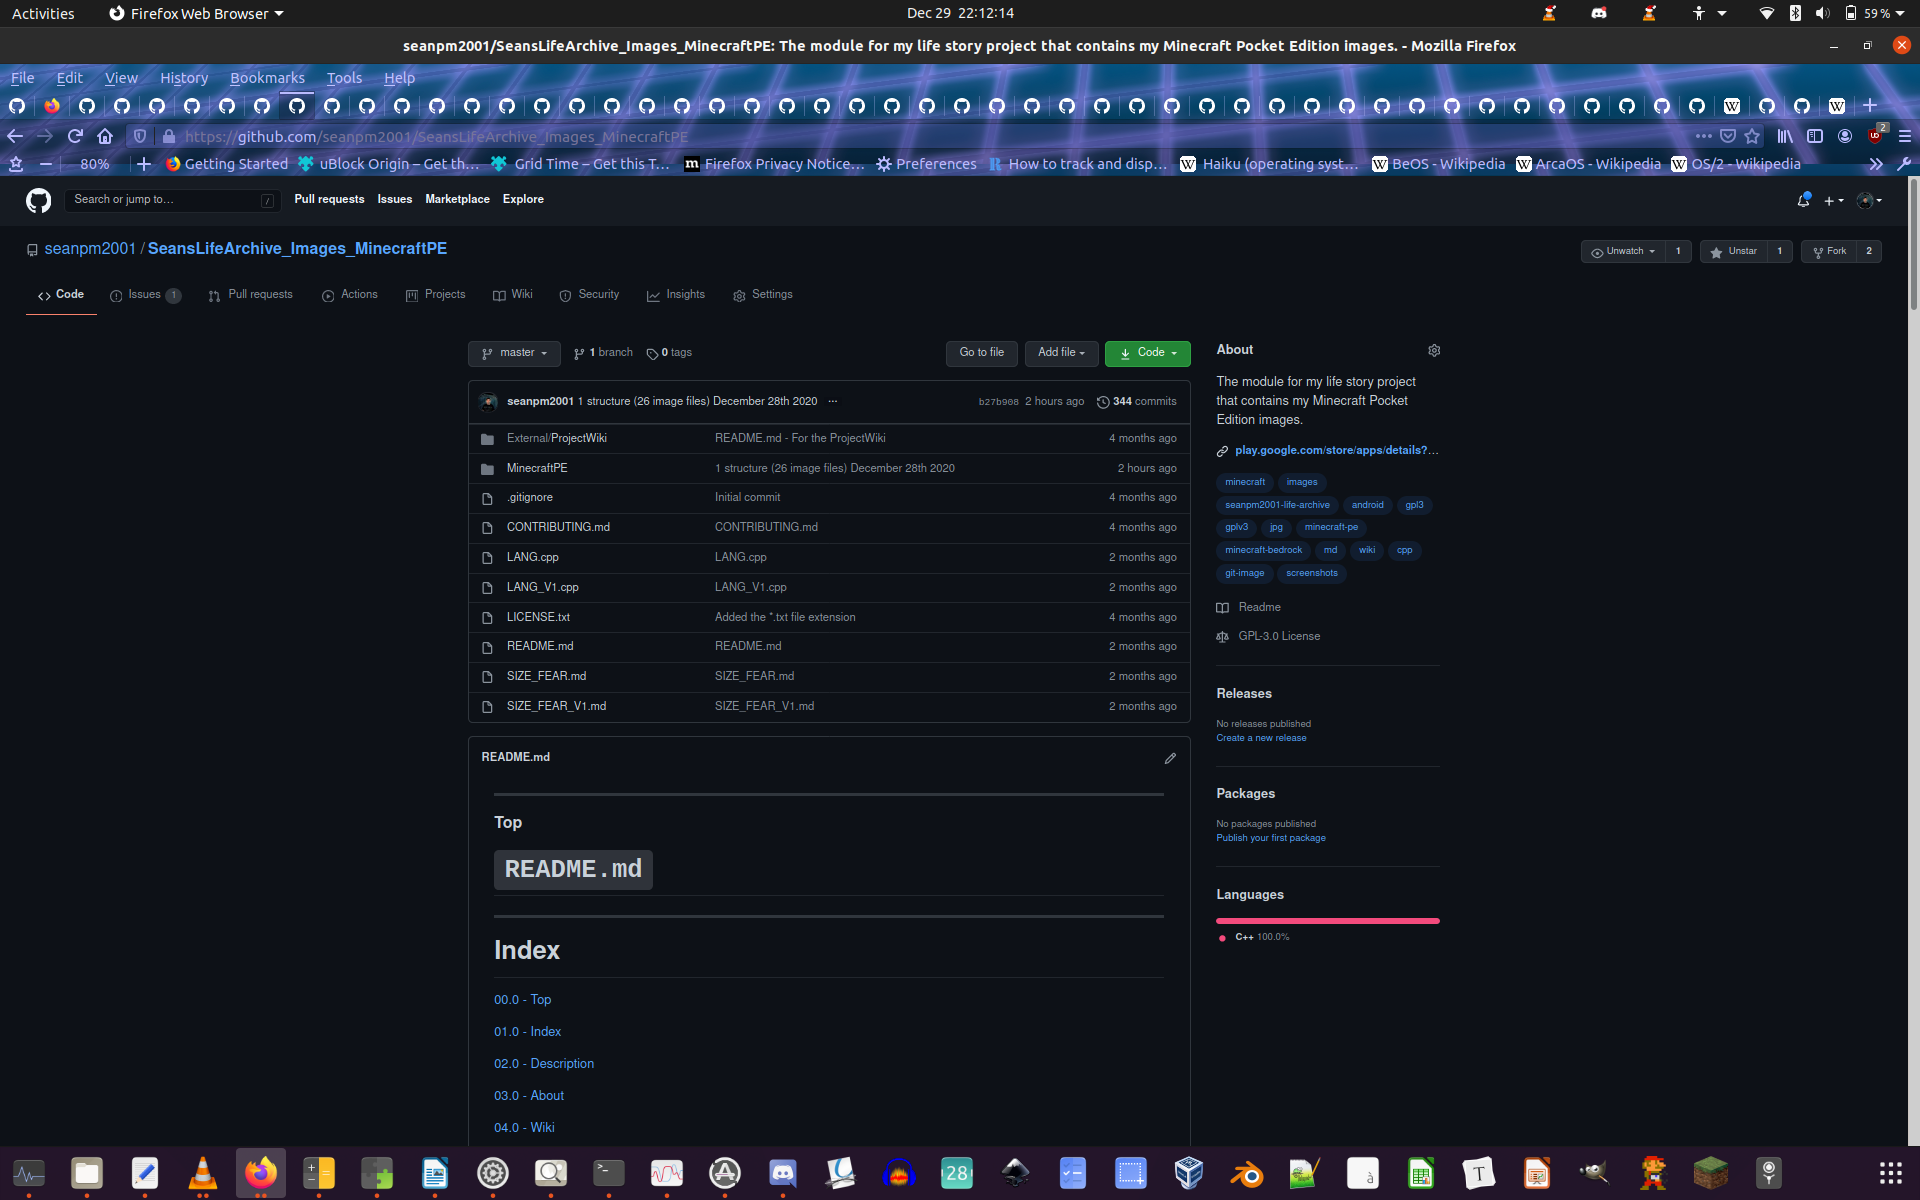 Activities
Firefox Web Browser
Dec 29 22:12:14
59 %
seanpm2001/SeansLifeArchive_Images_MinecraftPE: The module for my life story project that contains my Minecraft Pocket Edition images. - Mozilla Firefox
File Edit View History Bookmarks Tools Help
https://github.com/seanpm2001/SeansLifeArchive_Images_MinecraftPE
2
80%
Getting Started
uBlock Origin – Get th…
Grid Time – Get this T…
Firefox Privacy Notice…
Preferences
How to track and disp…
Haiku (operating syst…
BeOS - Wikipedia
ArcaOS - Wikipedia
OS/2 - Wikipedia
Search or jump to…
/
Pull requests Issues Marketplace Explore
seanpm2001 / SeansLifeArchive_Images_MinecraftPE
Unwatch 1
Unstar 1
Fork 2
Code
Issues 1
Pull requests
Actions
Projects
Wiki
Security
Insights
Settings
master
1 branch
0 tags
Go to file
Add file
Code
seanpm2001 1 structure (26 image files) December 28th 2020 ...
b27b908 2 hours ago
344 commits
External/ProjectWiki README.md - For the ProjectWiki 4 months ago
MinecraftPE 1 structure (26 image files) December 28th 2020 2 hours ago
.gitignore Initial commit 4 months ago
CONTRIBUTING.md CONTRIBUTING.md 4 months ago
LANG.cpp LANG.cpp 2 months ago
LANG_V1.cpp LANG_V1.cpp 2 months ago
LICENSE.txt Added the *.txt file extension 4 months ago
README.md README.md 2 months ago
SIZE_FEAR.md SIZE_FEAR.md 2 months ago
SIZE_FEAR_V1.md SIZE_FEAR_V1.md 2 months ago
README.md
Top
README.md
Index
00.0 - Top
01.0 - Index
02.0 - Description
03.0 - About
04.0 - Wiki
About
The module for my life story project
that contains my Minecraft Pocket
Edition images.
play.google.com/store/apps/details?…
minecraft images
seanpm2001-life-archive android gpl3
gplv3 jpg minecraft-pe
minecraft-bedrock md wiki cpp
git-image screenshots
Readme
GPL-3.0 License
Releases
No releases published
Create a new release
Packages
No packages published
Publish your first package
Languages
C++ 100.0%
28